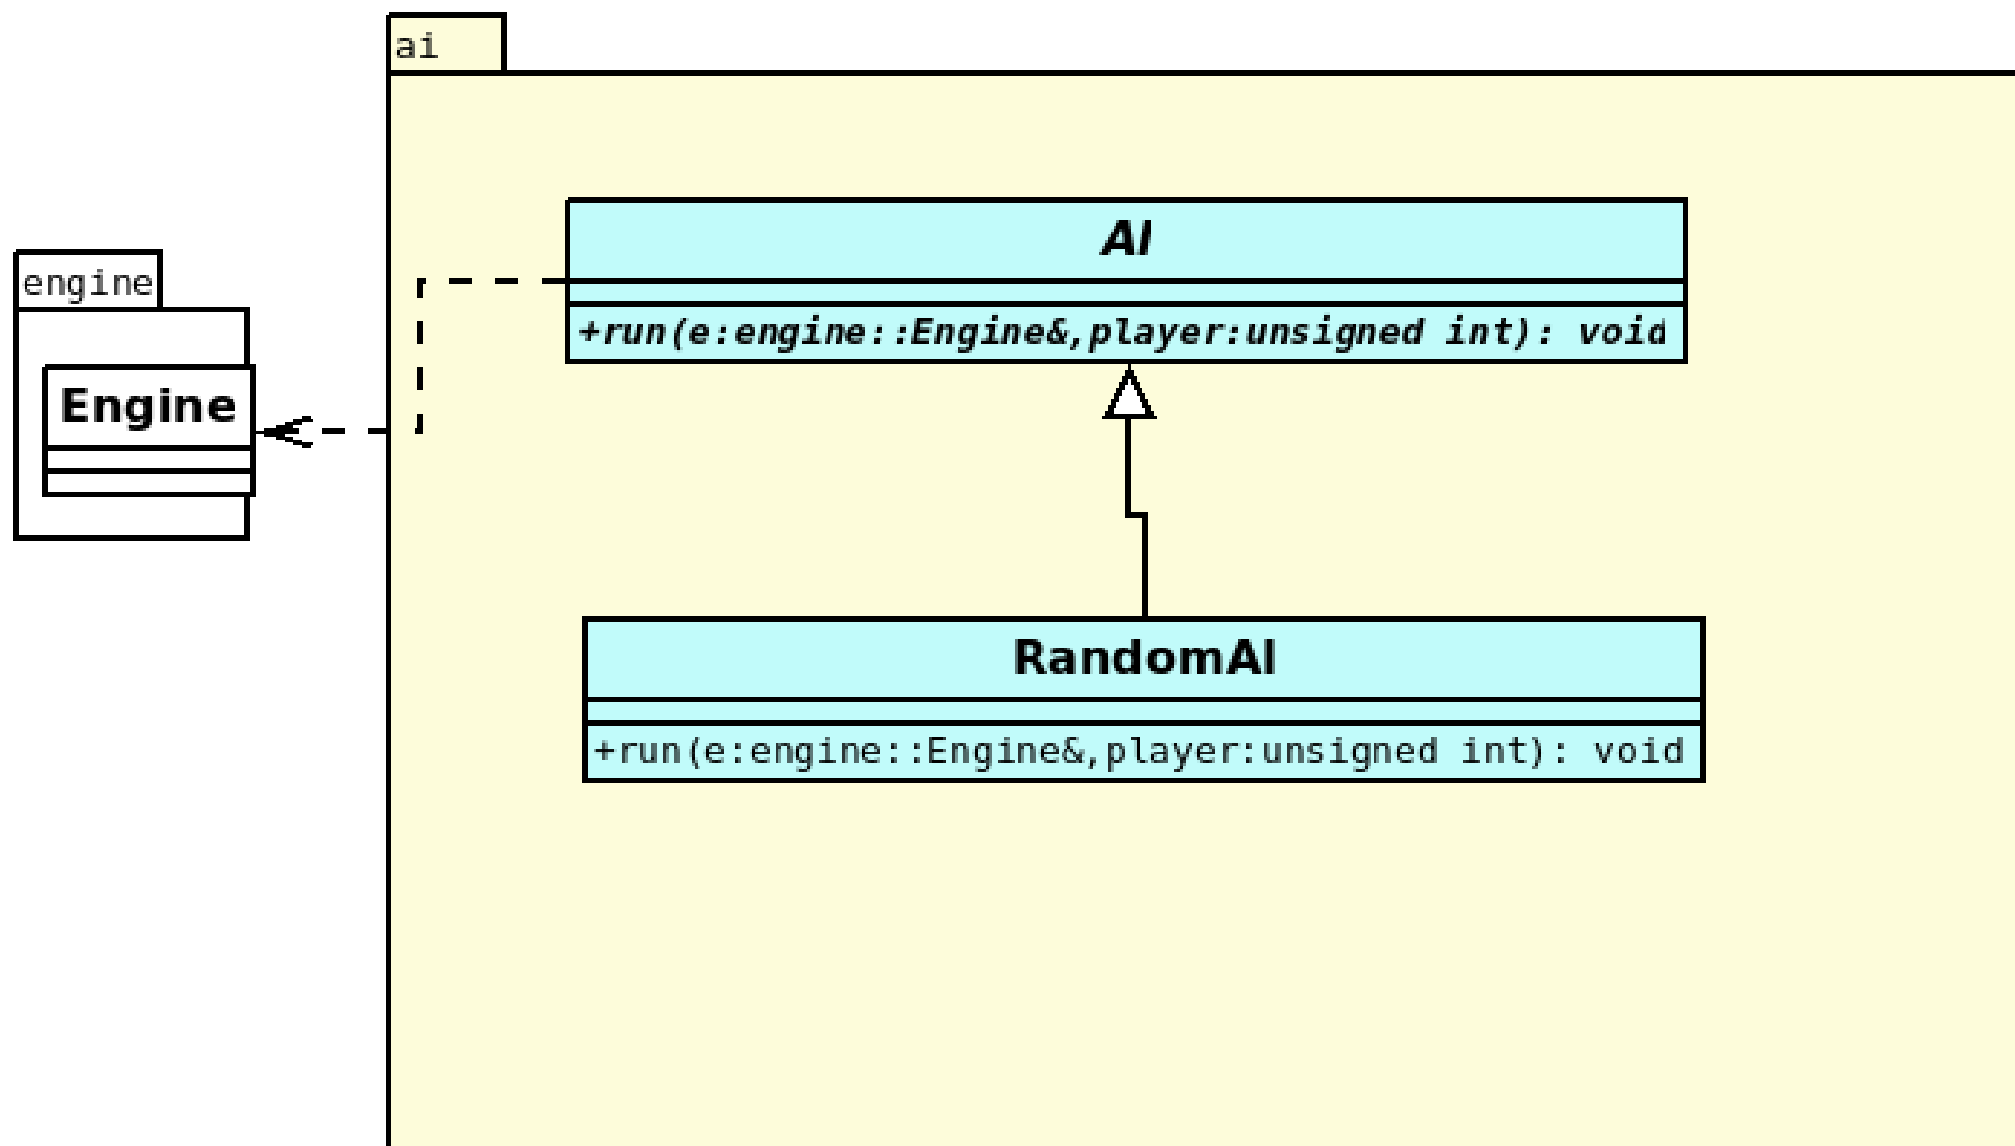 ai
AI
+run(e:engine::Engine&,player:unsigned int): void
engine
Engine
RandomAI
+run(e:engine::Engine&,player:unsigned int): void